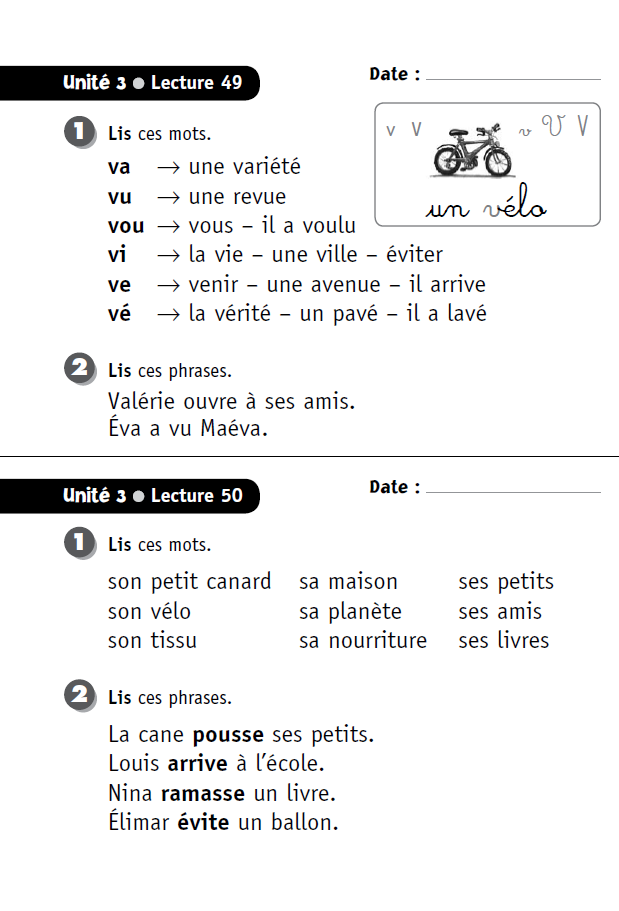 Unité 3 ● Lecture 49
Date :
v V v V V
un vélo
1 Lis ces mots.
va → une variété
vu → une revue
vou → vous – il a voulu
vi → la vie – une ville – éviter
ve → venir – une avenue – il arrive
vé → la vérité – un pavé – il a lavé
2 Lis ces phrases.
Valérie ouvre à ses amis.
Éva a vu Maéva.
Unité 3 ● Lecture 50
Date :
1 Lis ces mots.
son petit canard sa maison ses petits
son vélo sa planète ses amis
son tissu sa nourriture ses livres
2 Lis ces phrases.
La cane pousse ses petits.
Louis arrive à l'école.
Nina ramasse un livre.
Élimar évite un ballon.